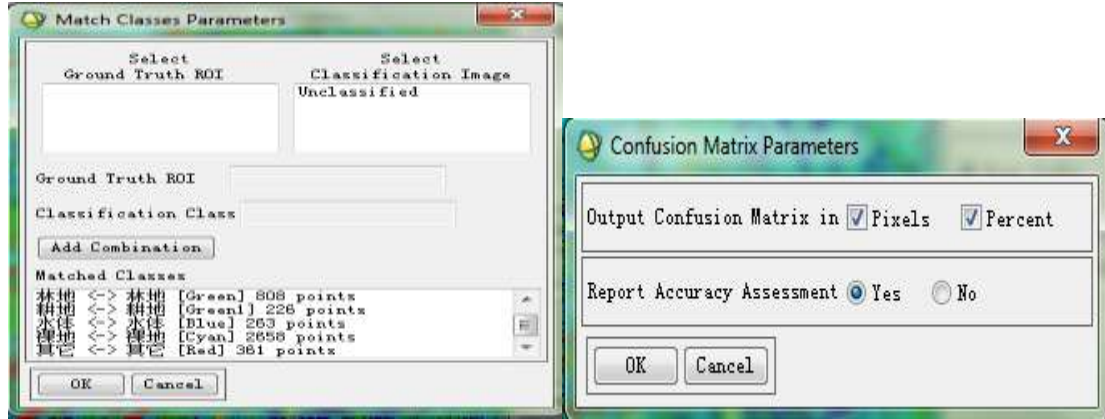 Match Classes Parameters
Select
Ground Truth ROI
Select
Classification Image
Unclassified
Ground Truth ROI
Classification Class
Add Combination
Matched Classes
林地 <-> 林地 [Green] 808 points
耕地 <-> 耕地 [Green1] 226 points
水体 <-> 水体 [Blue] 263 points
裸地 <-> 裸地 [Cyan] 2658 points
其它 <-> 其它 [Red] 361 points
OK Cancel
Confusion Matrix Parameters
Output Confusion Matrix in Pixels Percent
Report Accuracy Assessment Yes No
OK Cancel